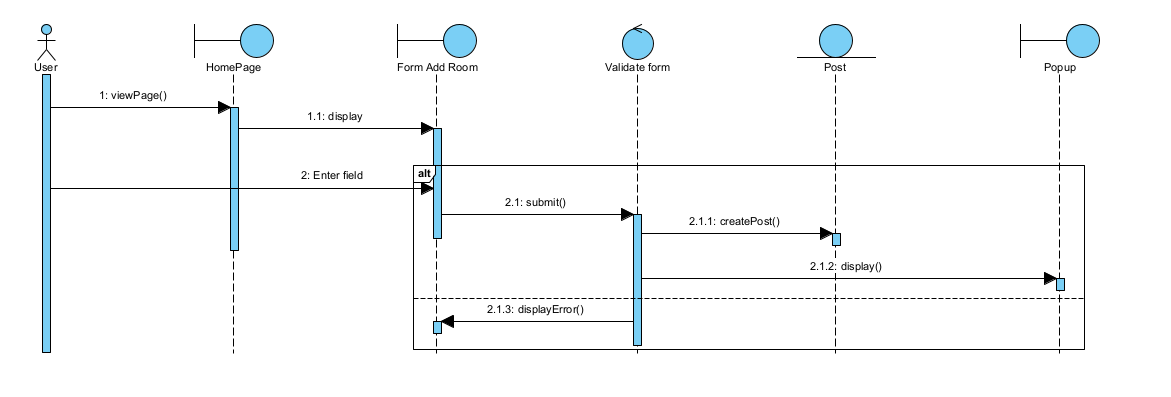 User
HomePage
Form Add Room
Validate form
Post
Popup
1: viewPage()
1.1: display
alt
2: Enter field
2.1: submit()
2.1.1: createPost()
2.1.2: display()
2.1.3: displayError()